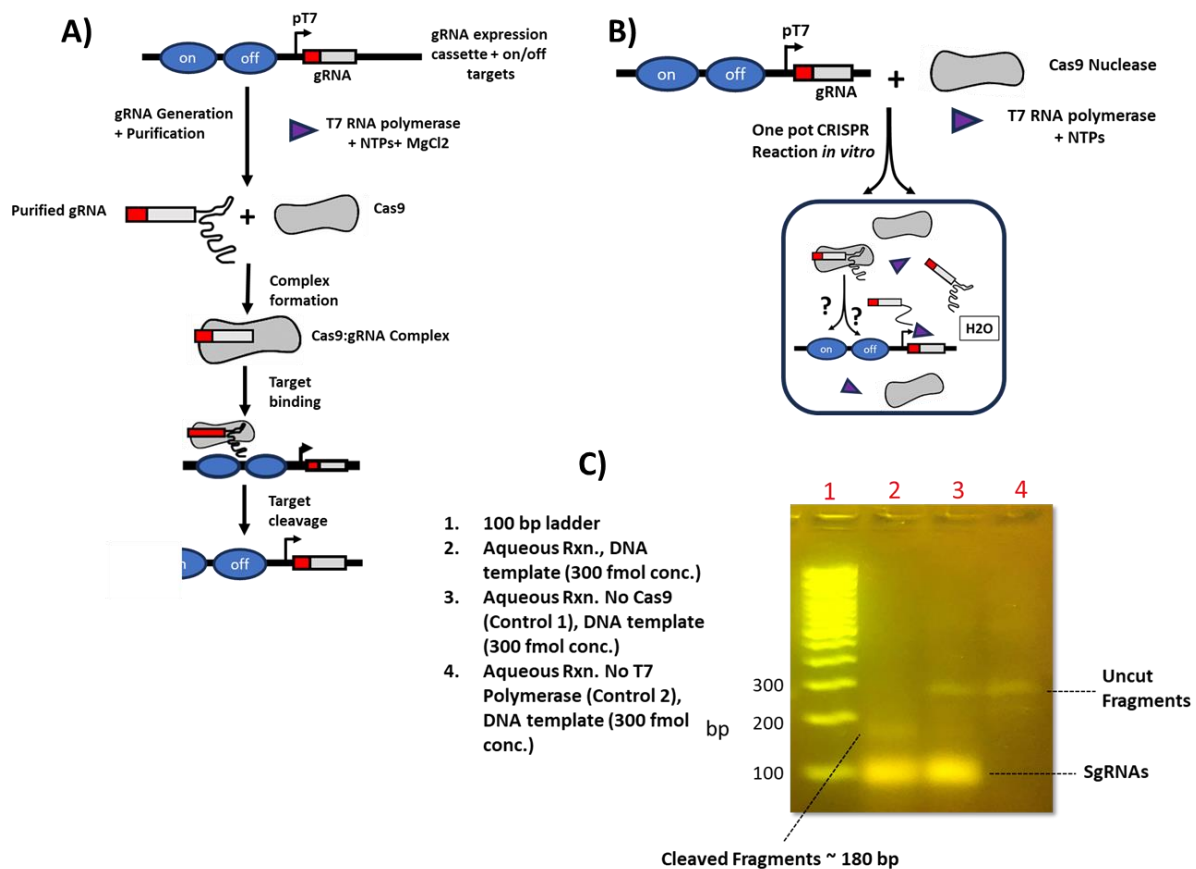 A)
pT7
on
off
gRNA
gRNA expression
cassette + on/off
targets
gRNA Generation
+ Purification
T7 RNA polymerase
+ NTPs+ MgCl2
Purified gRNA
+
Cas9
Complex
formation
Cas9:gRNA Complex
Target
binding
Target
cleavage
off
B)
pT7
on
off
gRNA
+
Cas9 Nuclease
T7 RNA polymerase
+ NTPs
One pot CRISPR
Reaction in vitro
?
?
H2O
on
off
C)
1. 100 bp ladder
2. Aqueous Rxn., DNA
template (300 fmol conc.)
3. Aqueous Rxn. No Cas9
(Control 1), DNA template
(300 fmol conc.)
4. Aqueous Rxn. No T7
Polymerase (Control 2),
DNA template (300 fmol
conc.)
1 2 3 4
300
200
bp
100
Uncut
Fragments
SgRNAs
Cleaved Fragments ~ 180 bp